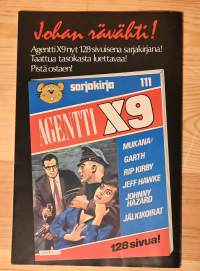 Johan rävähti!
Agentti X9 nyt 128-sivuisena sarjakirjana!
Taattua tasokasta luettavaa!
Pistä ostaen!
sarjakirja 111
AGENTTI X9
MUKANA:
GARTH
RIP KIRBY
JEFF HAWKE
JOHNNY
HAZARD
JÄLKIKOIRAT
128 sivua!